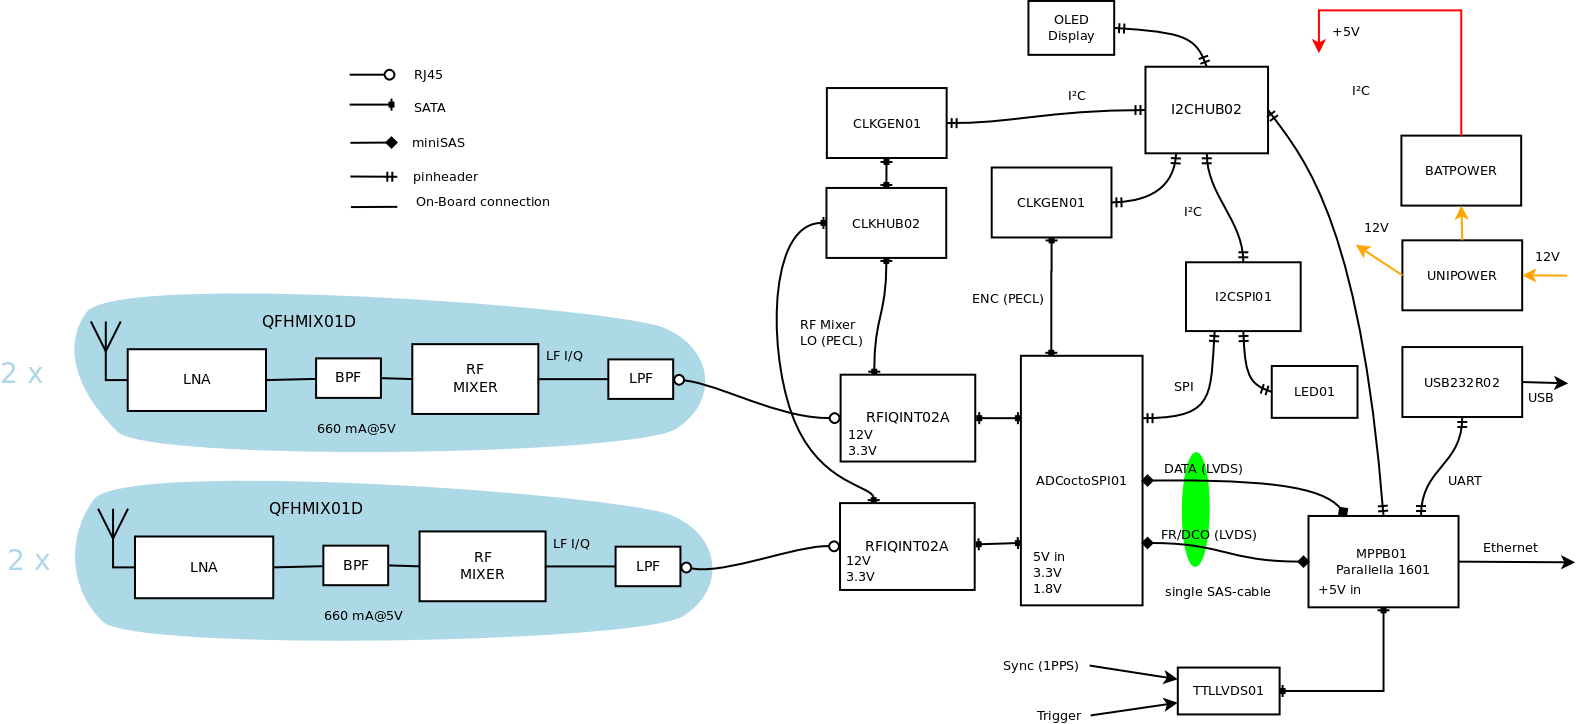 OLED
Display
+5V
I²C
I²C
RJ45
SATA
miniSAS
pinheader
On-Board connection
CLKGEN01
I2CHUB02
BATPOWER
CLKHUB02
CLKGEN01
I²C
12V
UNIPOWER
12V
ENC (PECL)
I2CSPI01
RF Mixer
LO (PECL)
QFHMIX01D
2 x
LNA
BPF
RF
MIXER
LF I/Q
LPF
660 mA@5V
RFIQINT02A
12V
3.3V
SPI
LED01
USB232R02
USB
ADCoctoSPI01
5V in
3.3V
1.8V
DATA (LVDS)
UART
FR/DCO (LVDS)
single SAS-cable
MPPB01
Parallella 1601
+5V in
Ethernet
QFHMIX01D
2 x
LNA
BPF
RF
MIXER
LF I/Q
LPF
660 mA@5V
RFIQINT02A
12V
3.3V
Sync (1PPS)
TTLLVDS01
Trigger